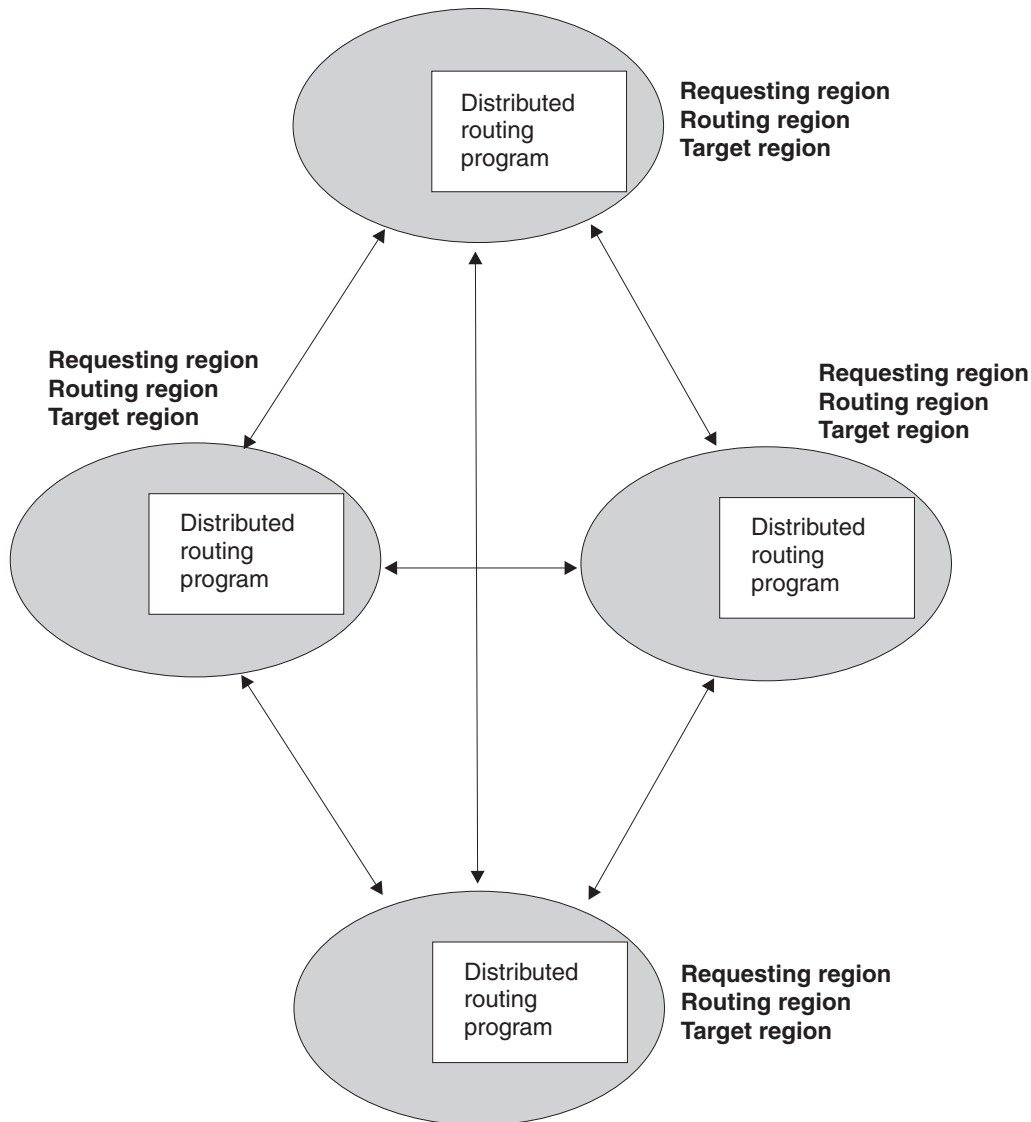 Distributed
routing
program
Requesting region
Routing region
Target region
Requesting region
Routing region
Target region
Requesting region
Routing region
Target region
Distributed
routing
program
Distributed
routing
program
Distributed
routing
program
Requesting region
Routing region
Target region